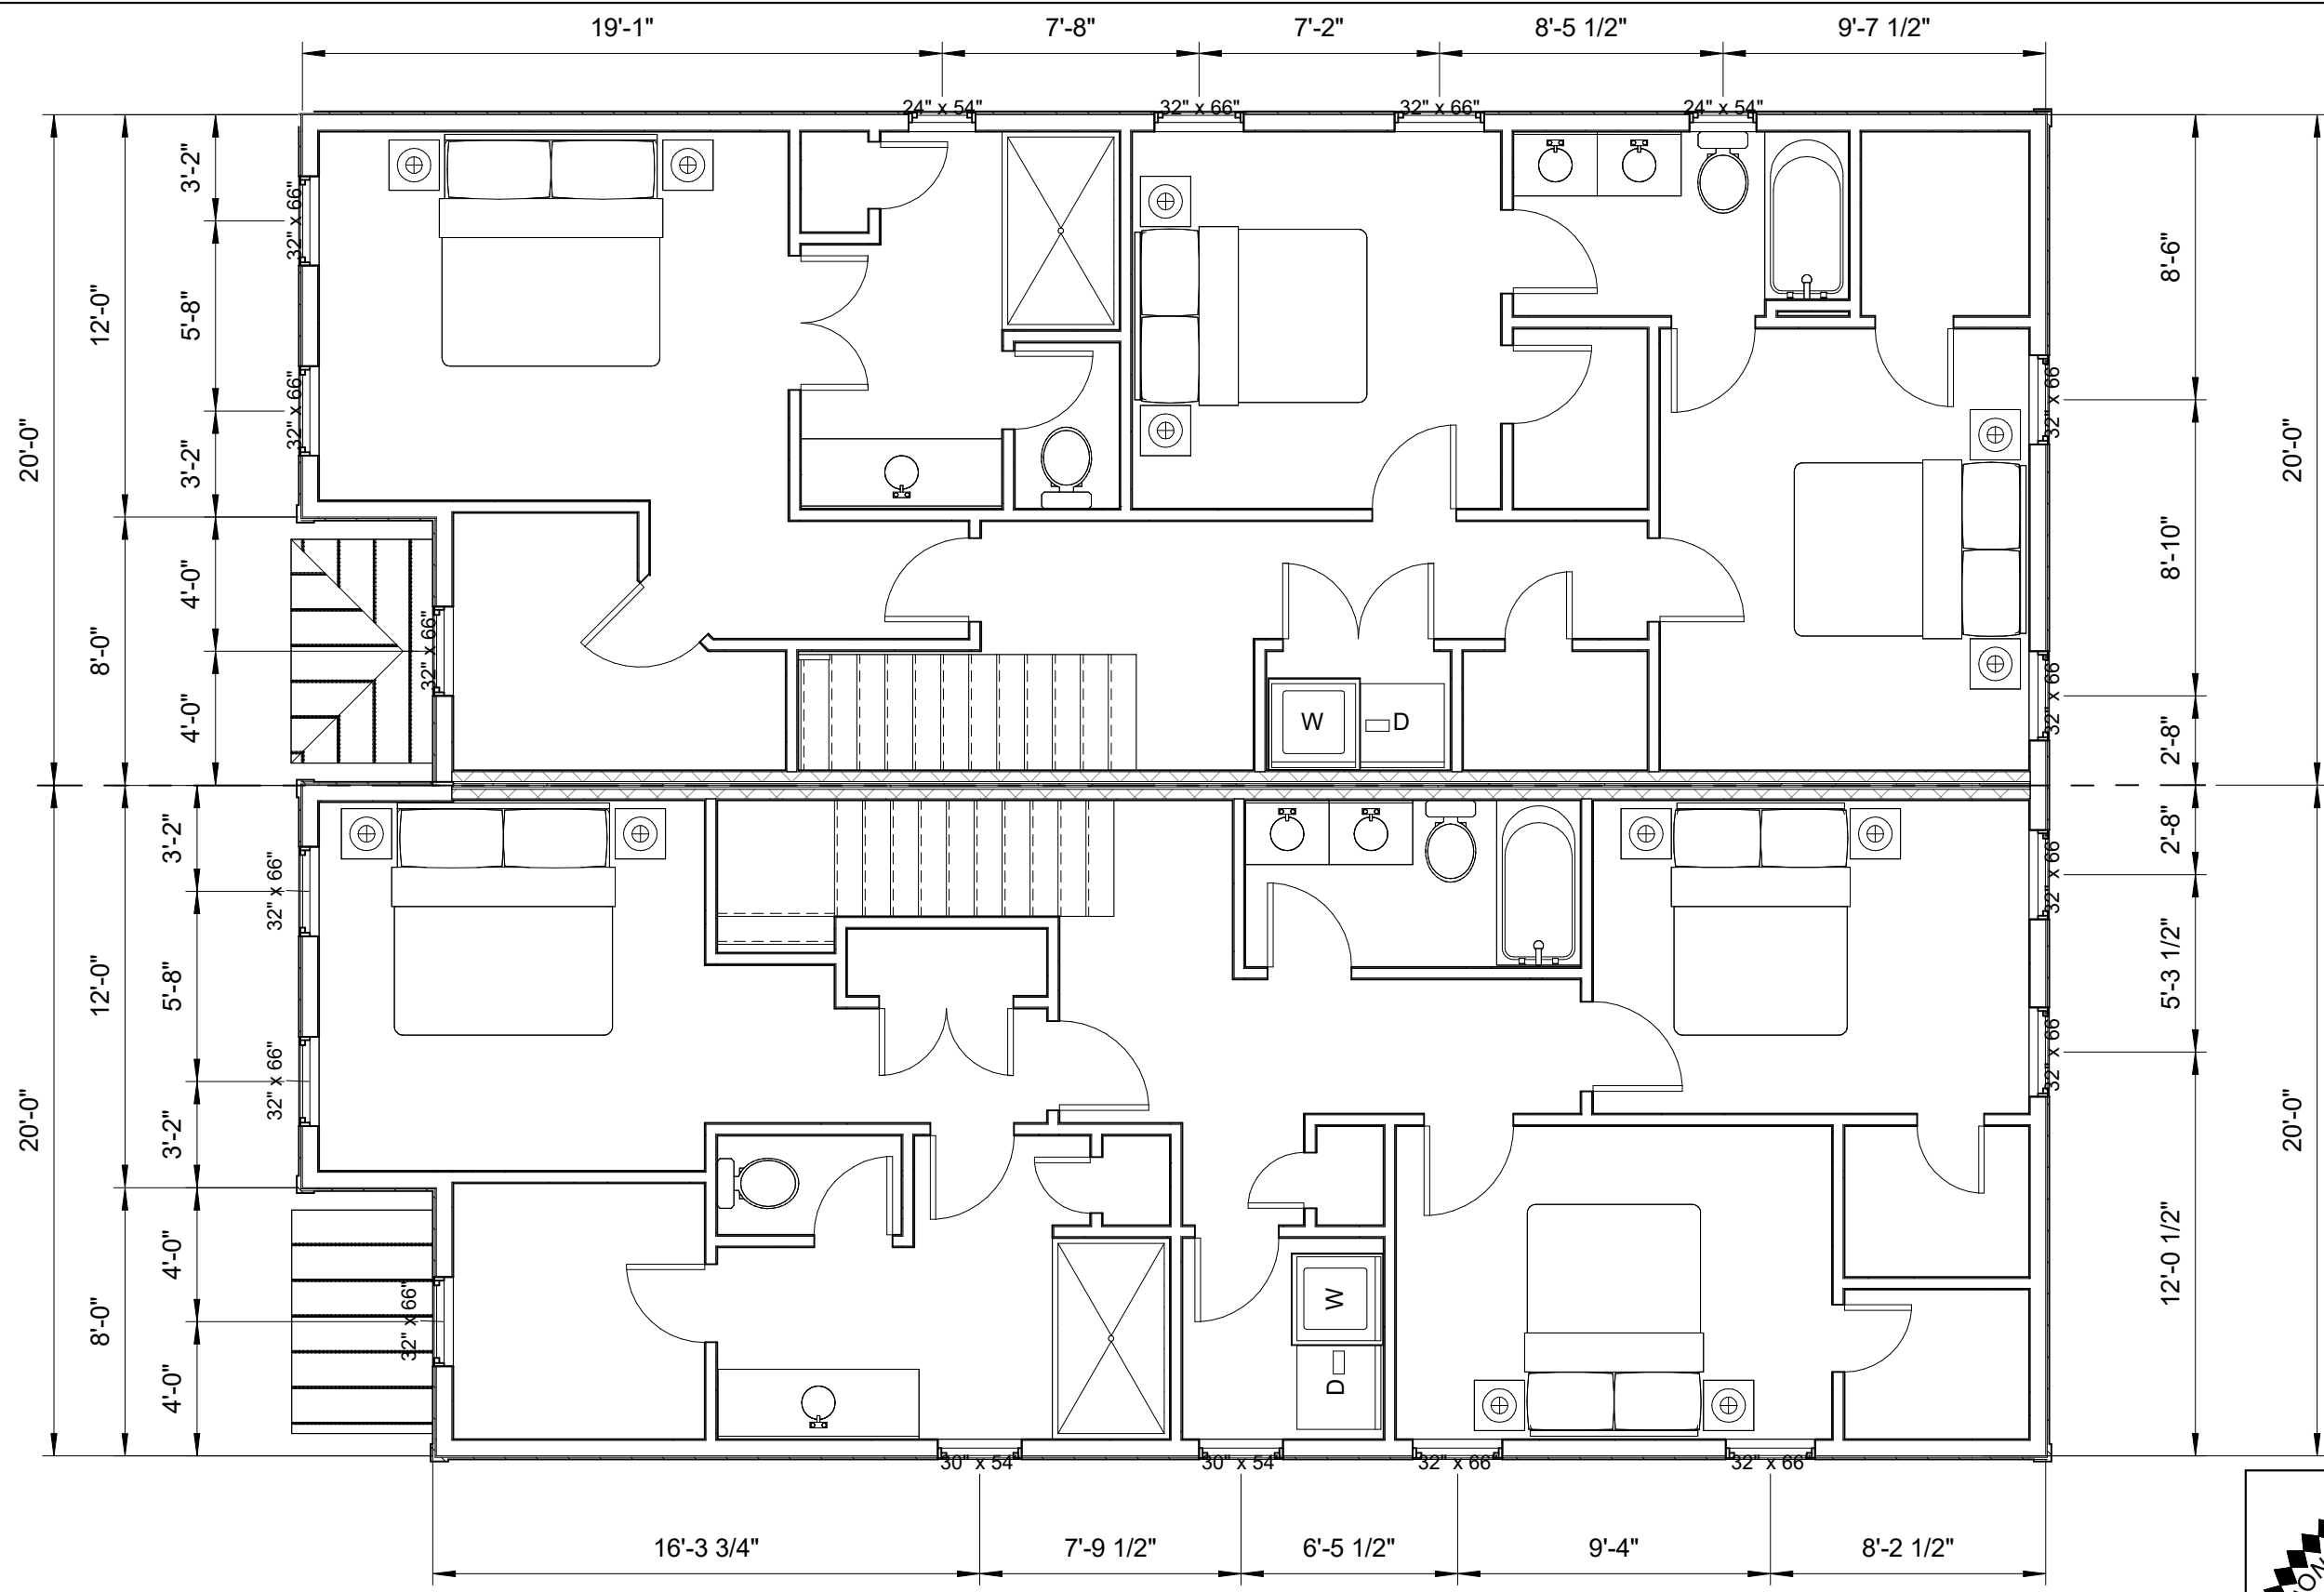 19'-1"
7'-8"
7'-2"
8'-5 1/2"
9'-7 1/2"
24" x 54"
32" x 66"
32" x 66"
24" x 54"
3'-2"
32" x 66"
8'-6"
12'-0"
5'-8"
32" x 66"
32" x 66
20'-0"
3'-2"
20'-0"
4'-0"
8'-10"
8'-0"
32" x 66"
32" x 66
4'-0"
W
D
2'-8"
3'-2"
2'-8"
32" x 66"
32" x 66
12'-0"
5'-8"
5'-3 1/2"
32" x 66"
32" x 66
20'-0"
3'-2"
20'-0"
4'-0"
12'-0 1/2"
8'-0"
32" x 66"
W
4'-0"
D
30" x 54
30" x 54
32" x 66
32" x 66
16'-3 3/4"
7'-9 1/2"
6'-5 1/2"
9'-4"
8'-2 1/2"